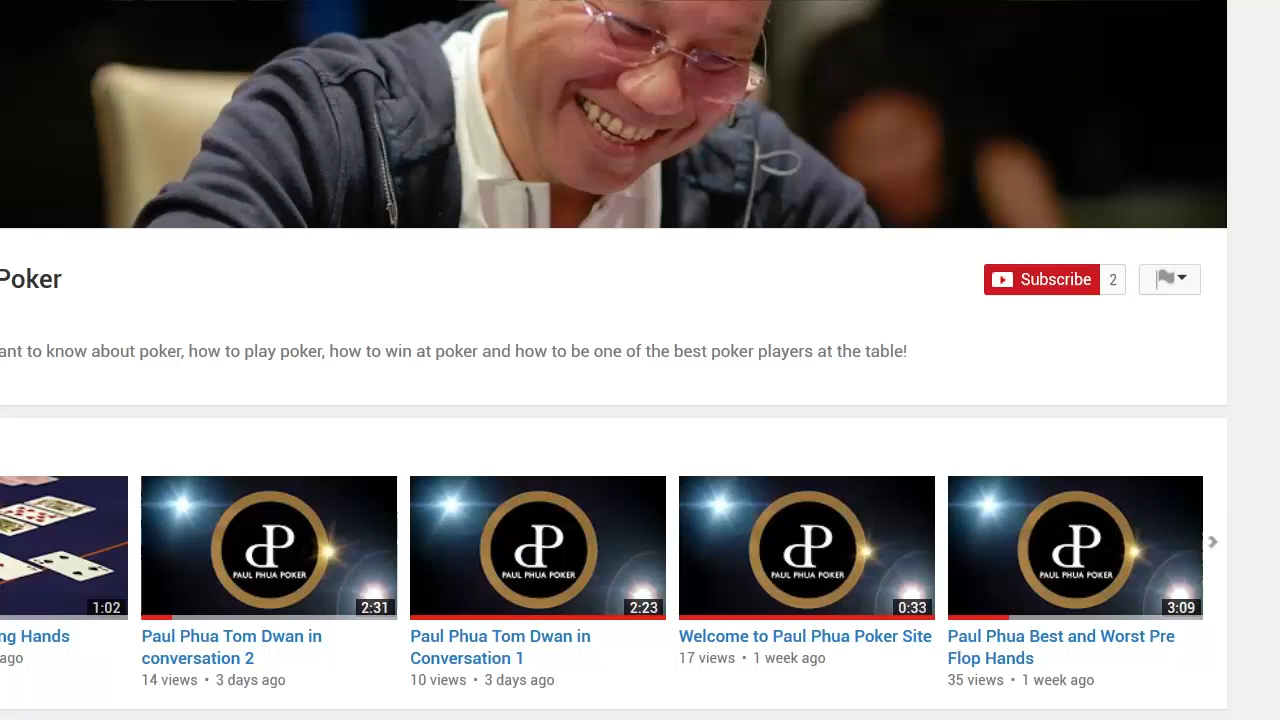 Poker
Subscribe 2
ant to know about poker, how to play poker, how to win at poker and how to be one of the best poker players at the table!
1:02
dP
PAUL PHUA POKER
2:31
dP
PAUL PHUA POKER
2:23
dP
PAUL PHUA POKER
0:33
dP
PAUL PHUA POKER
3:09
ng Hands
ago
Paul Phua Tom Dwan in
conversation 2
14 views • 3 days ago
Paul Phua Tom Dwan in
Conversation 1
10 views • 3 days ago
Welcome to Paul Phua Poker Site
17 views • 1 week ago
Paul Phua Best and Worst Pre
Flop Hands
35 views • 1 week ago